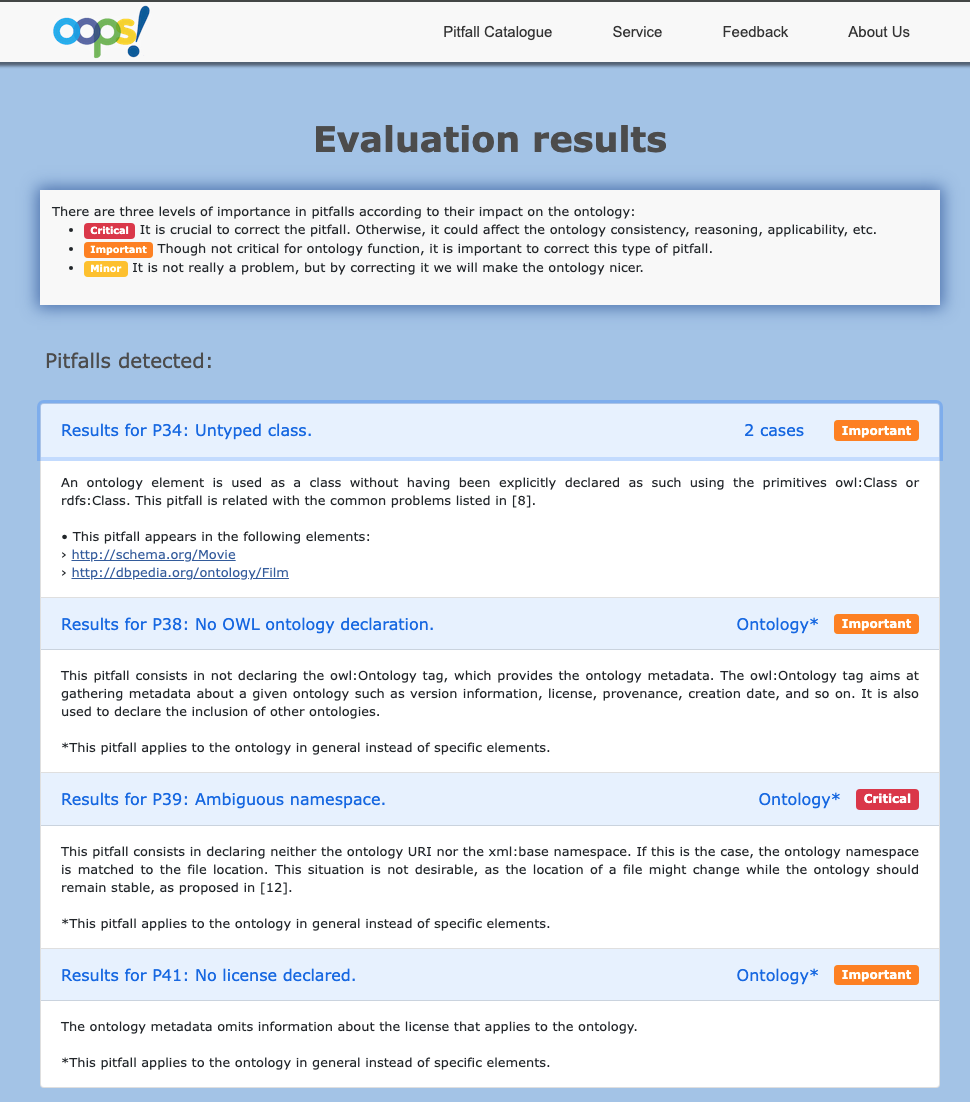 oops!
Pitfall Catalogue Service Feedback About Us
Evaluation results
There are three levels of importance in pitfalls according to their impact on the ontology:
• Critical It is crucial to correct the pitfall. Otherwise, it could affect the ontology consistency, reasoning, applicability, etc.
• Important Though not critical for ontology function, it is important to correct this type of pitfall.
• Minor It is not really a problem, but by correcting it we will make the ontology nicer.
Pitfalls detected:
Results for P34: Untyped class. 2 cases Important
An ontology element is used as a class without having been explicitly declared as such using the primitives owl:Class or
rdfs:Class. This pitfall is related with the common problems listed in [8].
• This pitfall appears in the following elements:
› http://schema.org/Movie
› http://dbpedia.org/ontology/Film
Results for P38: No OWL ontology declaration. Ontology* Important
This pitfall consists in not declaring the owl:Ontology tag, which provides the ontology metadata. The owl:Ontology tag aims at
gathering metadata about a given ontology such as version information, license, provenance, creation date, and so on. It is also
used to declare the inclusion of other ontologies.
*This pitfall applies to the ontology in general instead of specific elements.
Results for P39: Ambiguous namespace. Ontology* Critical
This pitfall consists in declaring neither the ontology URI nor the xml:base namespace. If this is the case, the ontology namespace
is matched to the file location. This situation is not desirable, as the location of a file might change while the ontology should
remain stable, as proposed in [12].
*This pitfall applies to the ontology in general instead of specific elements.
Results for P41: No license declared. Ontology* Important
The ontology metadata omits information about the license that applies to the ontology.
*This pitfall applies to the ontology in general instead of specific elements.